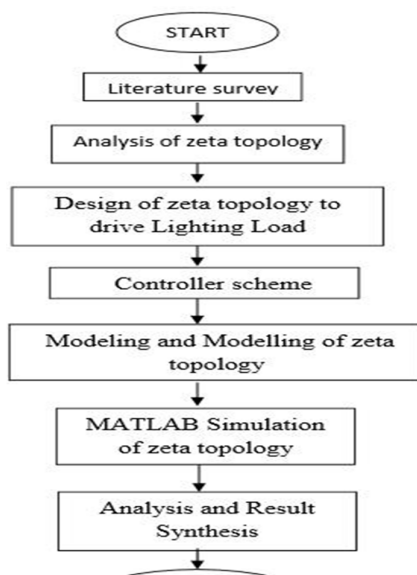 START
Literature survey
Analysis of zeta topology
Design of zeta topology to
drive Lighting Load
Controller scheme
Modeling and Modelling of zeta
topology
MATLAB Simulation
of zeta topology
Analysis and Result
Synthesis